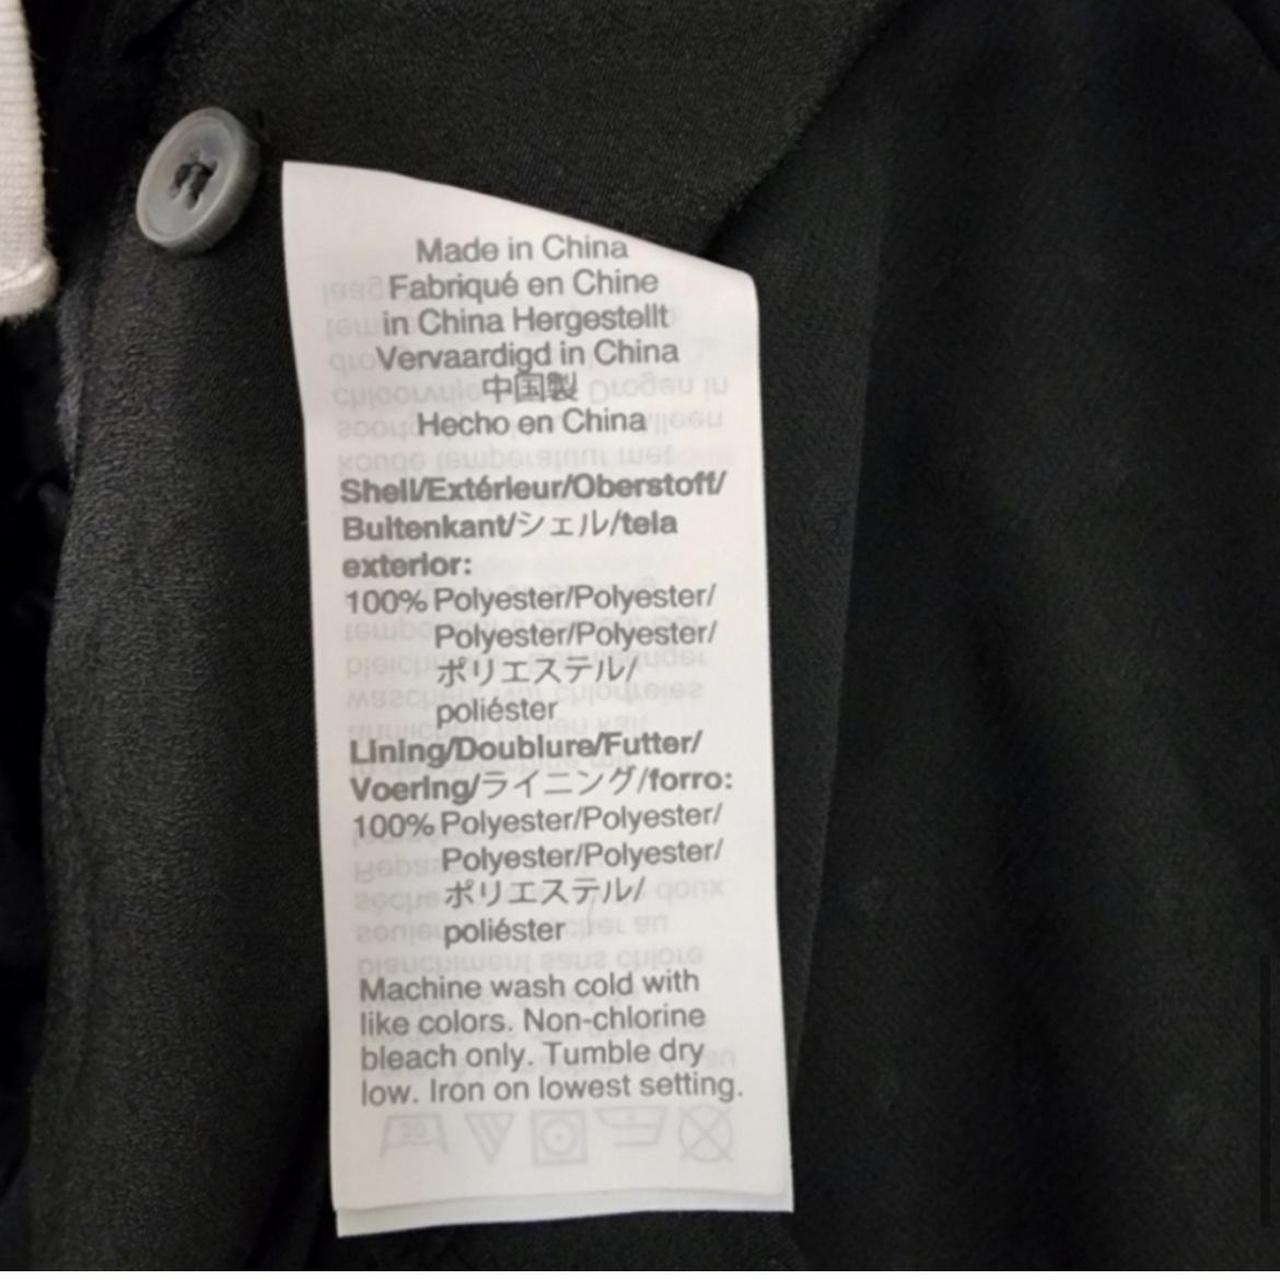 Made in China
Fabriqué en Chine
in China Hergestellt
Vervaardigd in China
中国製
Hecho en China
Shell/Extérieur/Oberstoff/
Buitenkant/シェル/tela
exterior:
100% Polyester/Polyester/
Polyester/Polyester/
ポリエステル/
poliéster
Lining/Doublure/Futter/
Voering/ライニング/forro:
100% Polyester/Polyester/
Polyester/Polyester/
ポリエステル/
poliéster
Machine wash cold with
like colors. Non-chlorine
bleach only. Tumble dry
low. Iron on lowest setting.